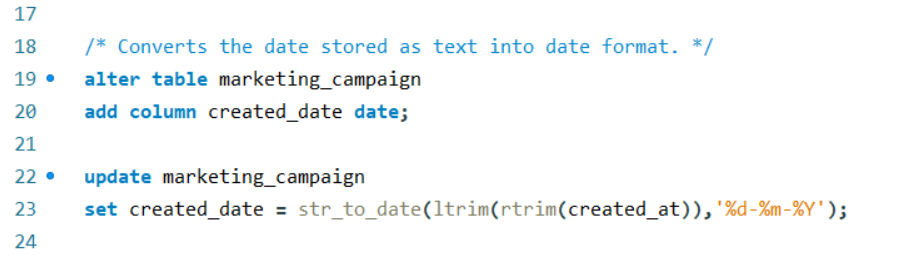 17
18 /* Converts the date stored as text into date format. */
19 alter table marketing_campaign
20 add column created_date date;
21
22 update marketing_campaign
23 set created_date = str_to_date(ltrim(rtrim(created_at)),'%d-%m-%Y');
24